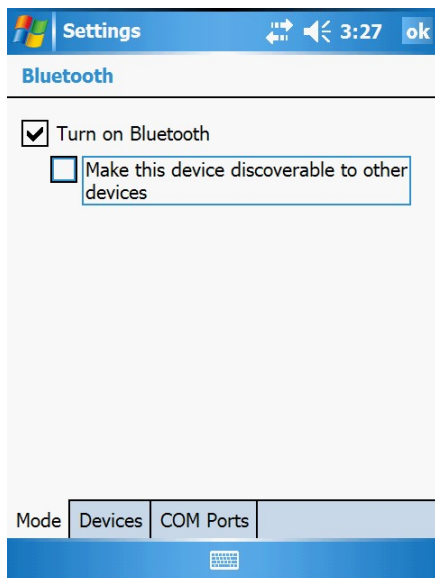 Settings 3:27 ok
Bluetooth
Turn on Bluetooth
Make this device discoverable to other
devices
Mode Devices COM Ports